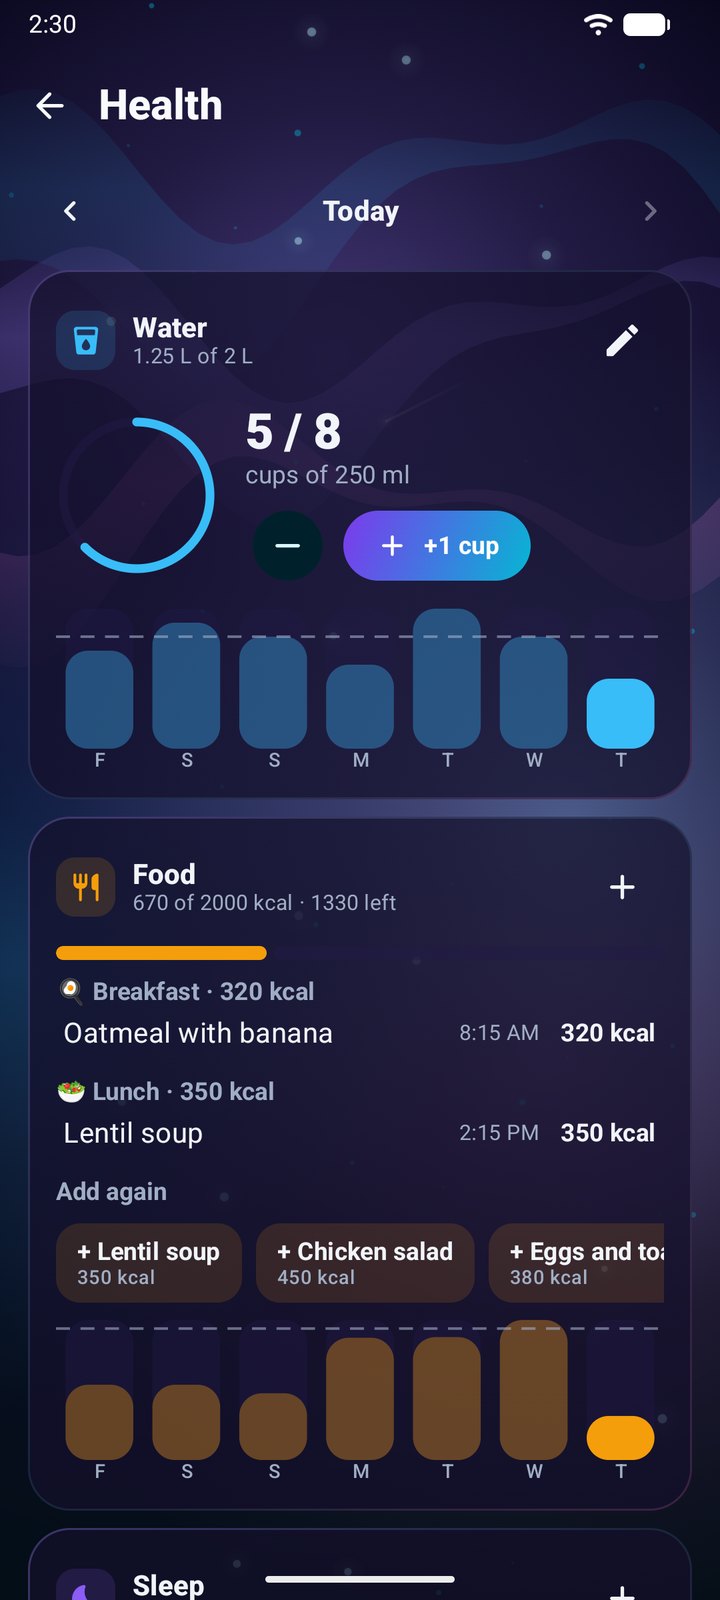 2:30
Health
Today
Water
1.25 L of 2 L
5 / 8
cups of 250 ml
+1 cup
F S S M T W T
Food
670 of 2000 kcal · 1330 left
Breakfast · 320 kcal
Oatmeal with banana 8:15 AM 320 kcal
Lunch · 350 kcal
Lentil soup 2:15 PM 350 kcal
Add again
+ Lentil soup + Chicken salad + Eggs and
350 kcal 450 kcal 380 kcal
F S S M T W T
Sleep